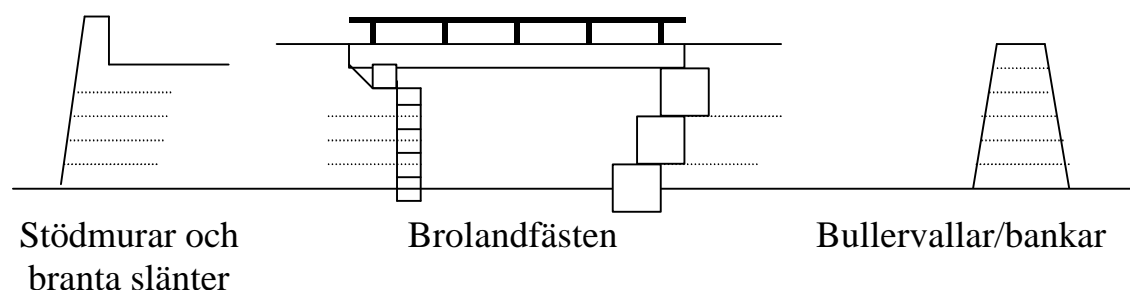 Stödmurar och
branta slänter
Brolandfästen
Bullervallar/bankar